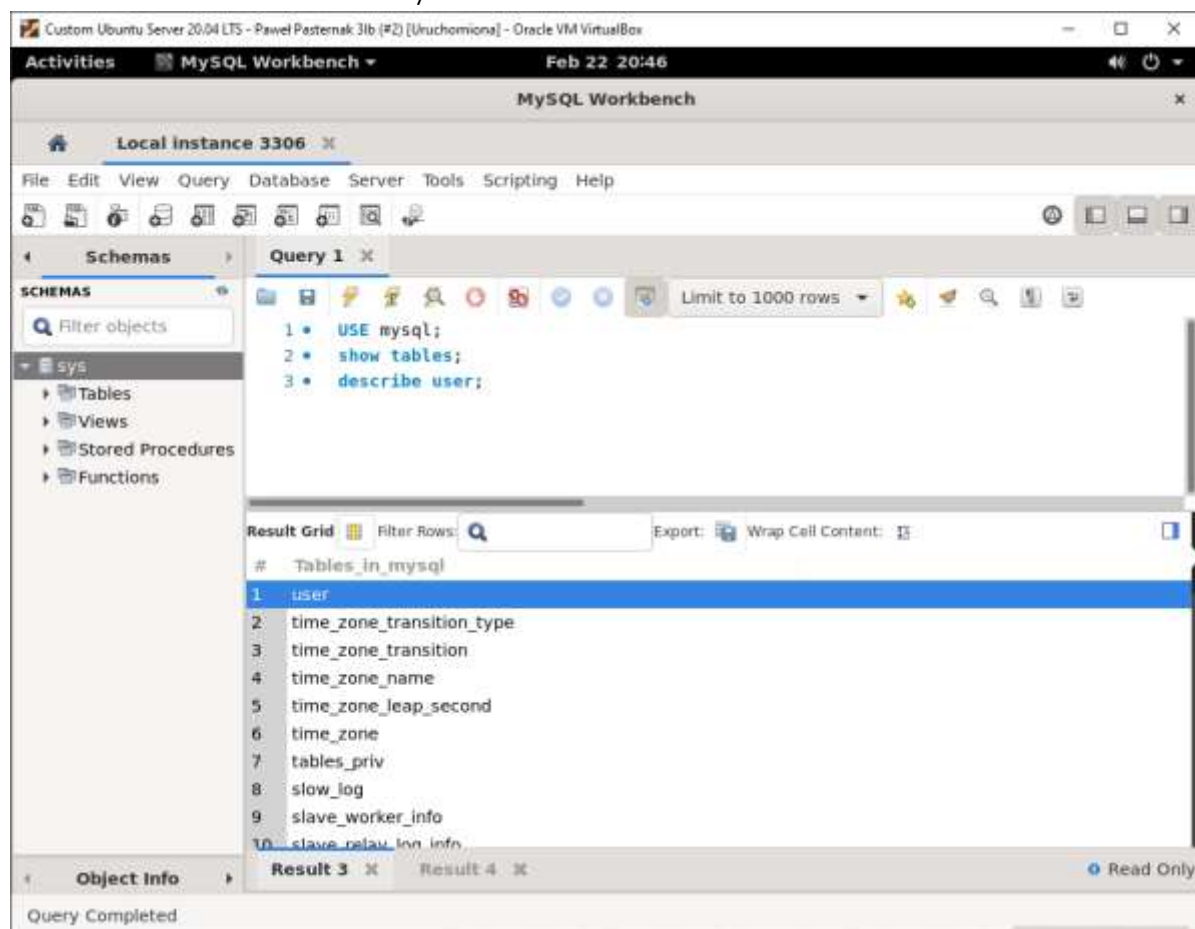 Custom Ubuntu Server 20.04 LTS - Paweł Pasternak 3lb (#2) [Uruchomiona] - Oracle VM VirtualBox
Activities MySQL Workbench Feb 22 20:46
MySQL Workbench
Local instance 3306
File Edit View Query Database Server Tools Scripting Help
Schemas Query 1
SCHEMAS
Limit to 1000 rows
Filter objects
1 USE mysql;
2 show tables;
3 describe user;
sys
Tables
Views
Stored Procedures
Functions
Result Grid Filter Rows: Export: Wrap Cell Content:
# Tables_in_mysql
1 user
2 time_zone_transition_type
3 time_zone_transition
4 time_zone_name
5 time_zone_leap_second
6 time_zone
7 tables_priv
8 slow_log
9 slave_worker_info
10 slave_relay_log_info
Object Info Result 3 Result 4 Read Only
Query Completed